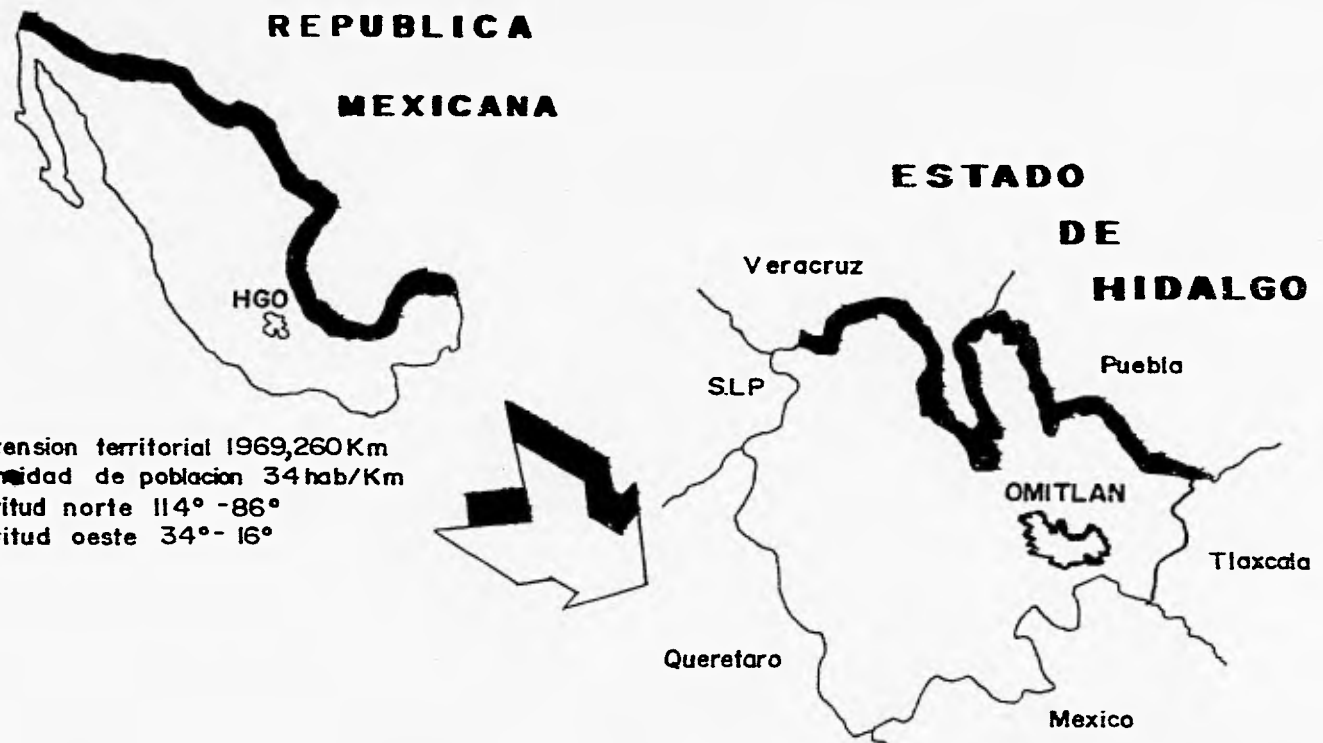 REPUBLICA
MEXICANA
HGO
ension territorial 1969,260 Km
idad de poblacion 34 hab/Km
itud norte 114° - 86°
itud oeste 34° - 16°
ESTADO
DE
HIDALGO
Veracruz
S.L.P
Puebla
OMITLAN
Tlaxcala
Queretaro
Mexico